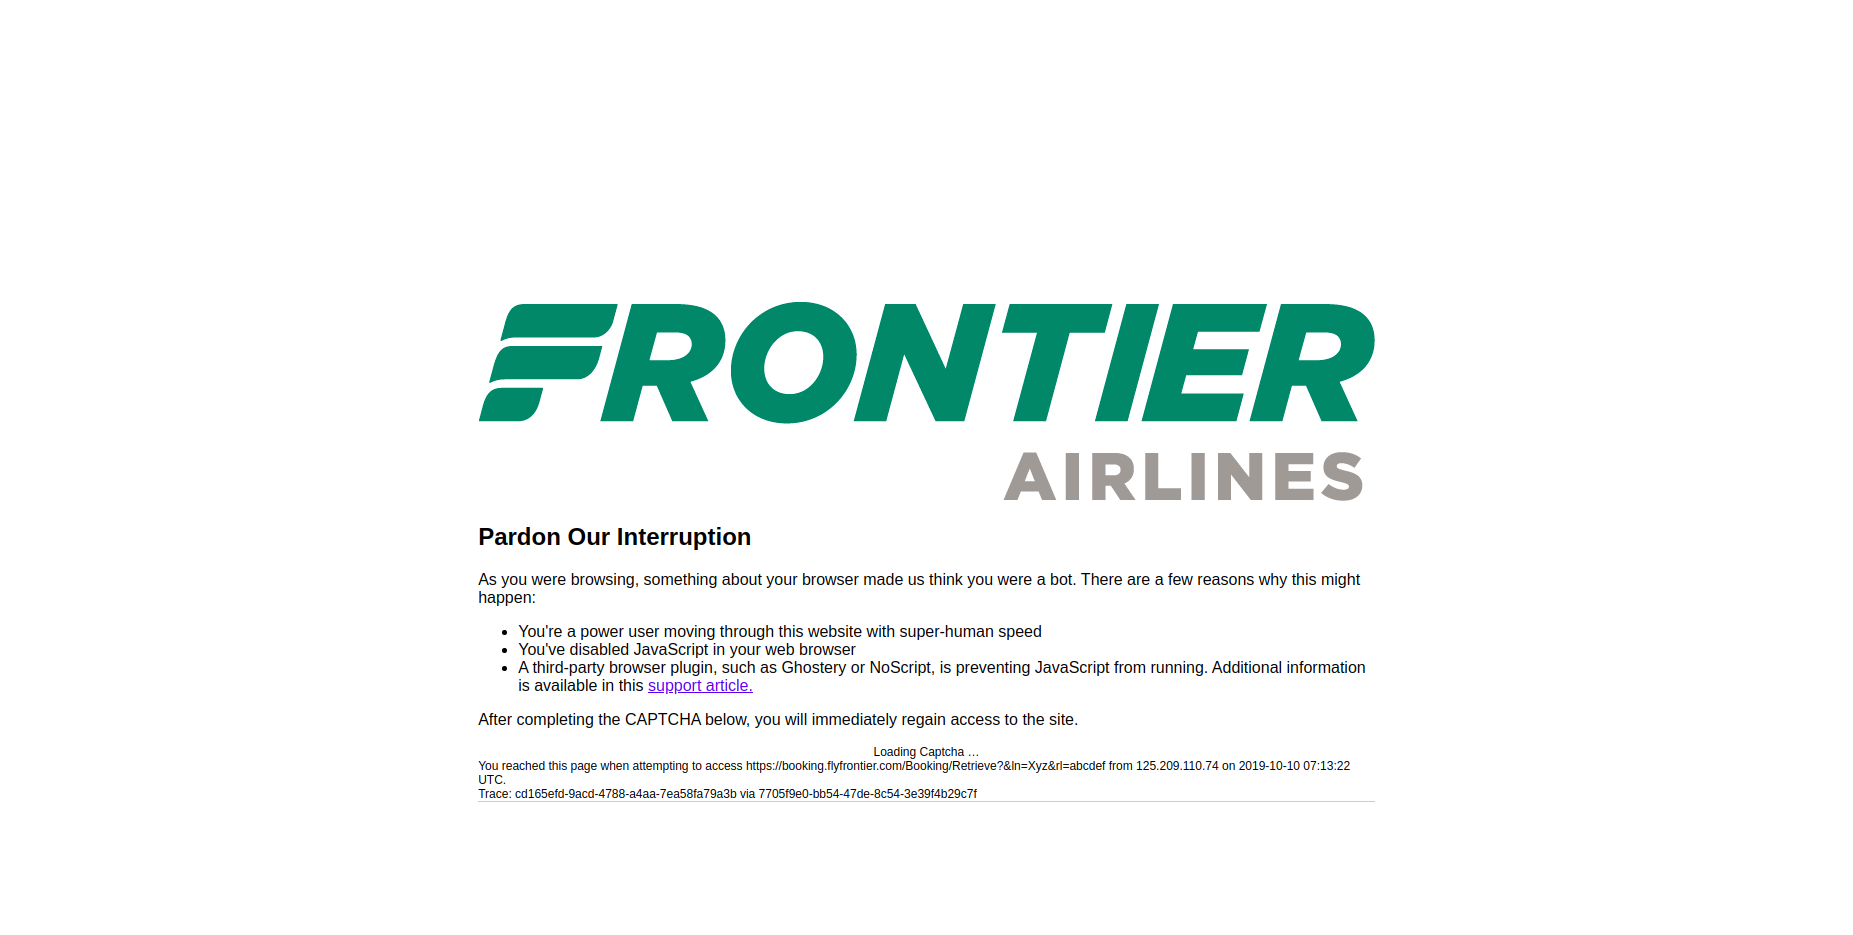 FRONTIER
AIRLINES
Pardon Our Interruption
As you were browsing, something about your browser made us think you were a bot. There are a few reasons why this might
happen:
• You're a power user moving through this website with super-human speed
• You've disabled JavaScript in your web browser
• A third-party browser plugin, such as Ghostery or NoScript, is preventing JavaScript from running. Additional information
is available in this support article.
After completing the CAPTCHA below, you will immediately regain access to the site.
Loading Captcha ...
You reached this page when attempting to access https://booking.flyfrontier.com/Booking/Retrieve?&ln=Xyz&rl=abcdef from 125.209.110.74 on 2019-10-10 07:13:22
UTC.
Trace: cd165efd-9acd-4788-a4aa-7ea58fa79a3b via 7705f9e0-bb54-47de-8c54-3e39f4b29c7f